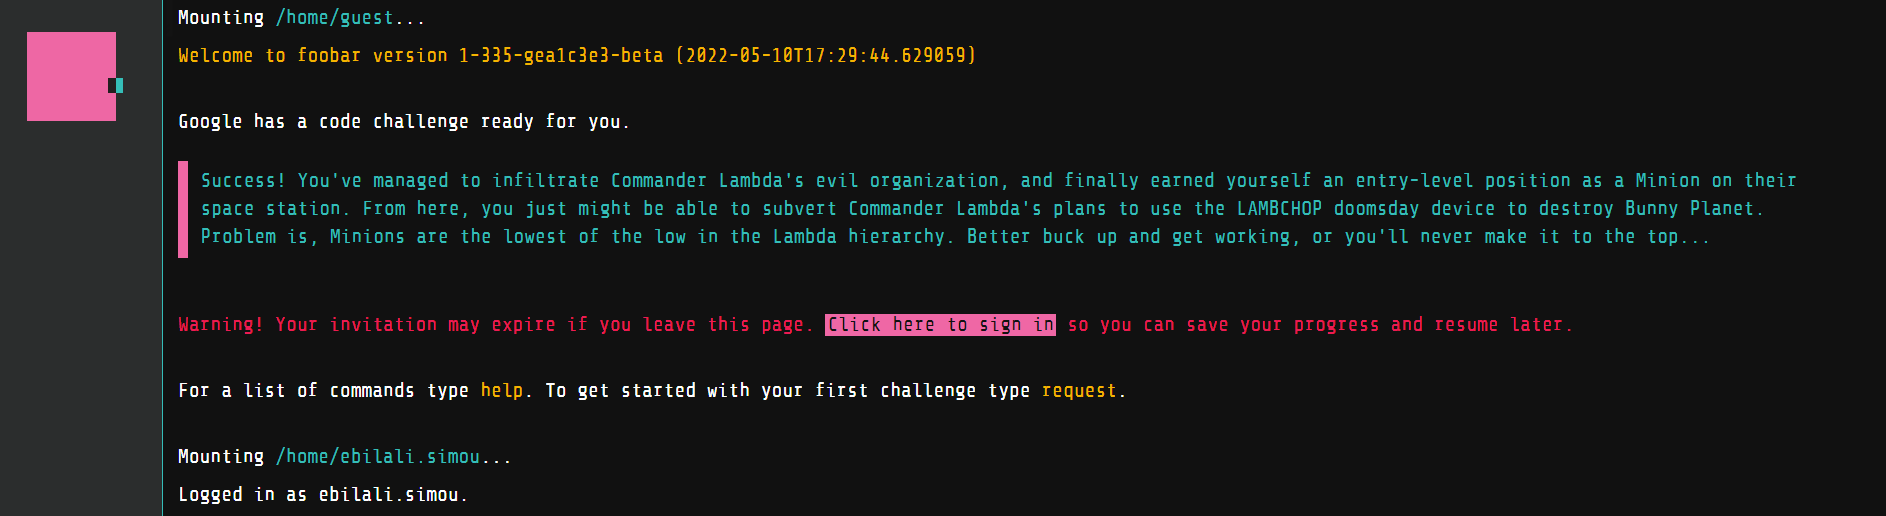 Mounting /home/guest...
Welcome to foobar version 1-335-gea1c3e3-beta (2022-05-10T17:29:44.629059)
Google has a code challenge ready for you.
Success! You've managed to infiltrate Commander Lambda's evil organization, and finally earned yourself an entry-level position as a Minion on their
space station. From here, you just might be able to subvert Commander Lambda's plans to use the LAMBCHOP doomsday device to destroy Bunny Planet.
Problem is, Minions are the lowest of the low in the Lambda hierarchy. Better buck up and get working, or you'll never make it to the top...
Warning! Your invitation may expire if you leave this page. Click here to sign in so you can save your progress and resume later.
For a list of commands type help. To get started with your first challenge type request.
Mounting /home/ebilali.simou...
Logged in as ebilali.simou.